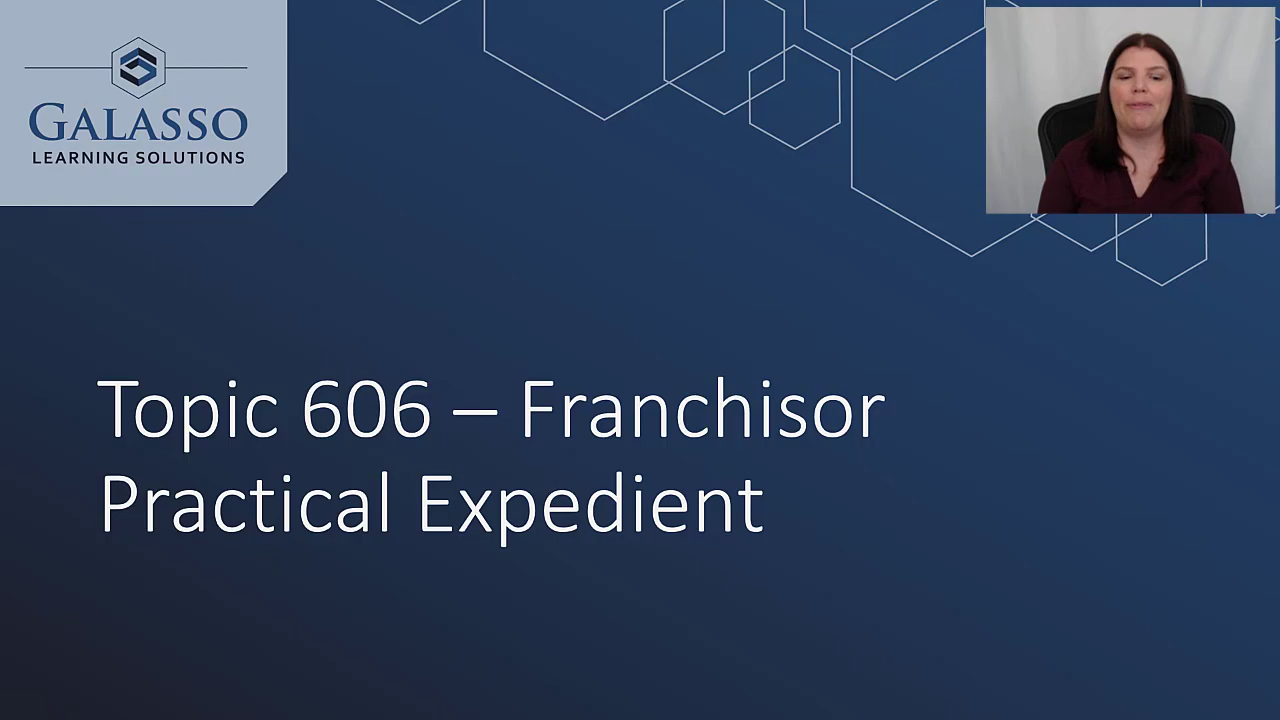 GALASSO
LEARNING SOLUTIONS
Topic 606 – Franchisor
Practical Expedient